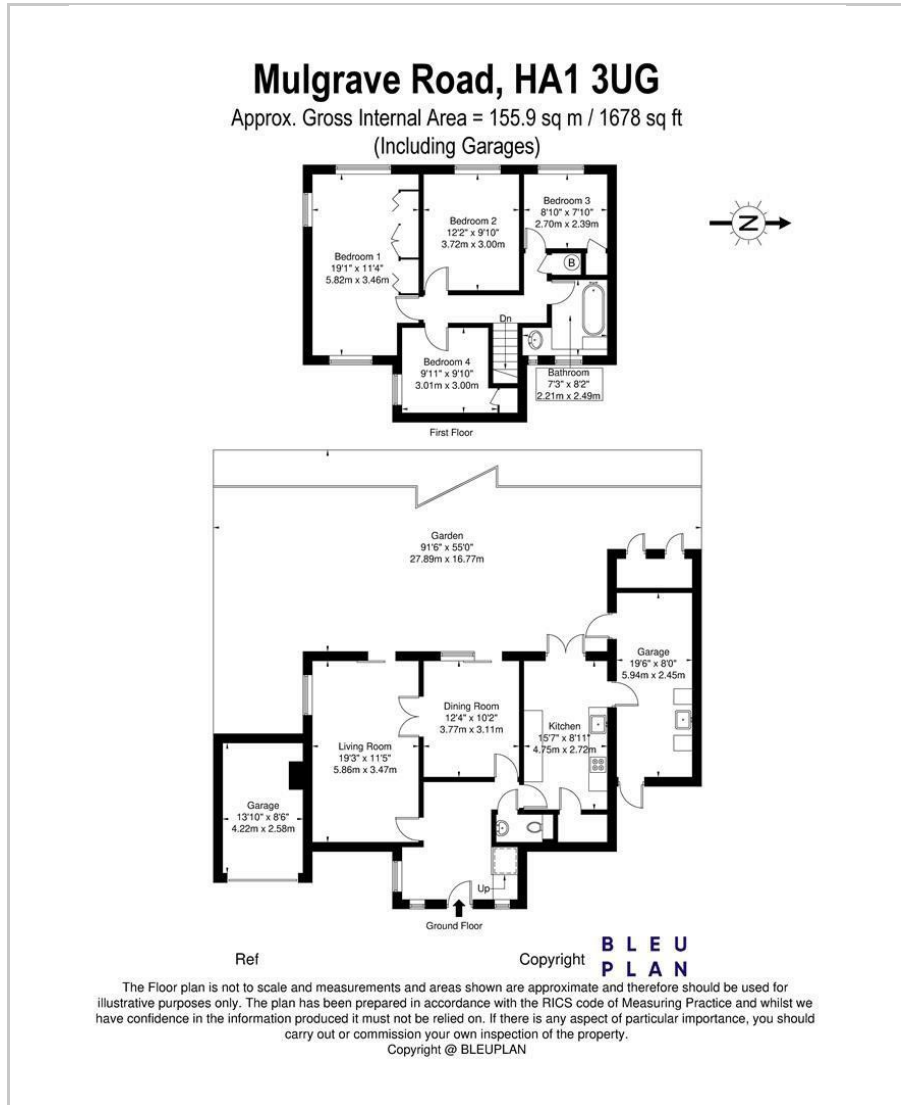 Mulgrave Road, HA1 3UG
Approx. Gross Internal Area = 155.9 sq m / 1678 sq ft
(Including Garages)
Bedroom 1
19'1" x 11'4"
5.82m x 3.46m
Bedroom 2
12'2" x 9'10"
3.72m x 3.00m
Bedroom 3
8'10" x 7'10"
2.70m x 2.39m
B
N
Dn
Bedroom 4
9'11" x 9'10"
3.01m x 3.00m
Bathroom
7'3" x 8'2"
2.21m x 2.49m
First Floor
Garden
91'6" x 55'0"
27.89m x 16.77m
Garage
19'6" x 8'0"
5.94m x 2.45m
Dining Room
12'4" x 10'2"
3.77m x 3.11m
Kitchen
15'7" x 8'11"
4.75m x 2.72m
Living Room
19'3" x 11'5"
5.86m x 3.47m
Garage
13'10" x 8'6"
4.22m x 2.58m
Up
Ground Floor
Ref
Copyright
BLEU
PLAN
The Floor plan is not to scale and measurements and areas shown are approximate and therefore should be used for
illustrative purposes only. The plan has been prepared in accordance with the RICS code of Measuring Practice and whilst we
have confidence in the information produced it must not be relied on. If there is any aspect of particular importance, you should
carry out or commission your own inspection of the property.
Copyright @ BLEUPLAN